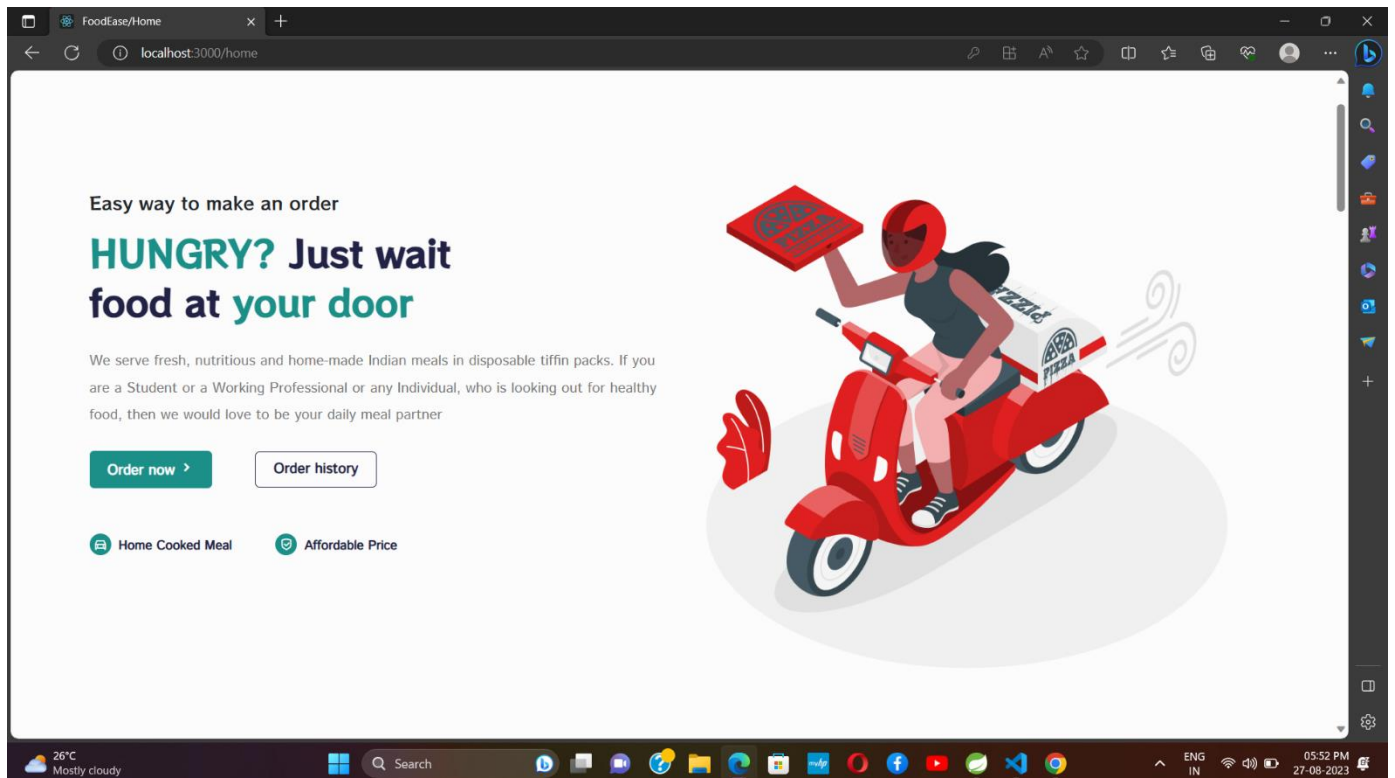 FoodEase/Home
localhost:3000/home
Easy way to make an order
HUNGRY? Just wait
food at your door
We serve fresh, nutritious and home-made Indian meals in disposable tiffin packs. If you
are a Student or a Working Professional or any Individual, who is looking out for healthy
food, then we would love to be your daily meal partner
Order now
Order history
Home Cooked Meal
Affordable Price
PIZZA
PIZZA
PIZZA
26°C
Mostly cloudy
Search
ENG
IN
05:52 PM
27-08-2023